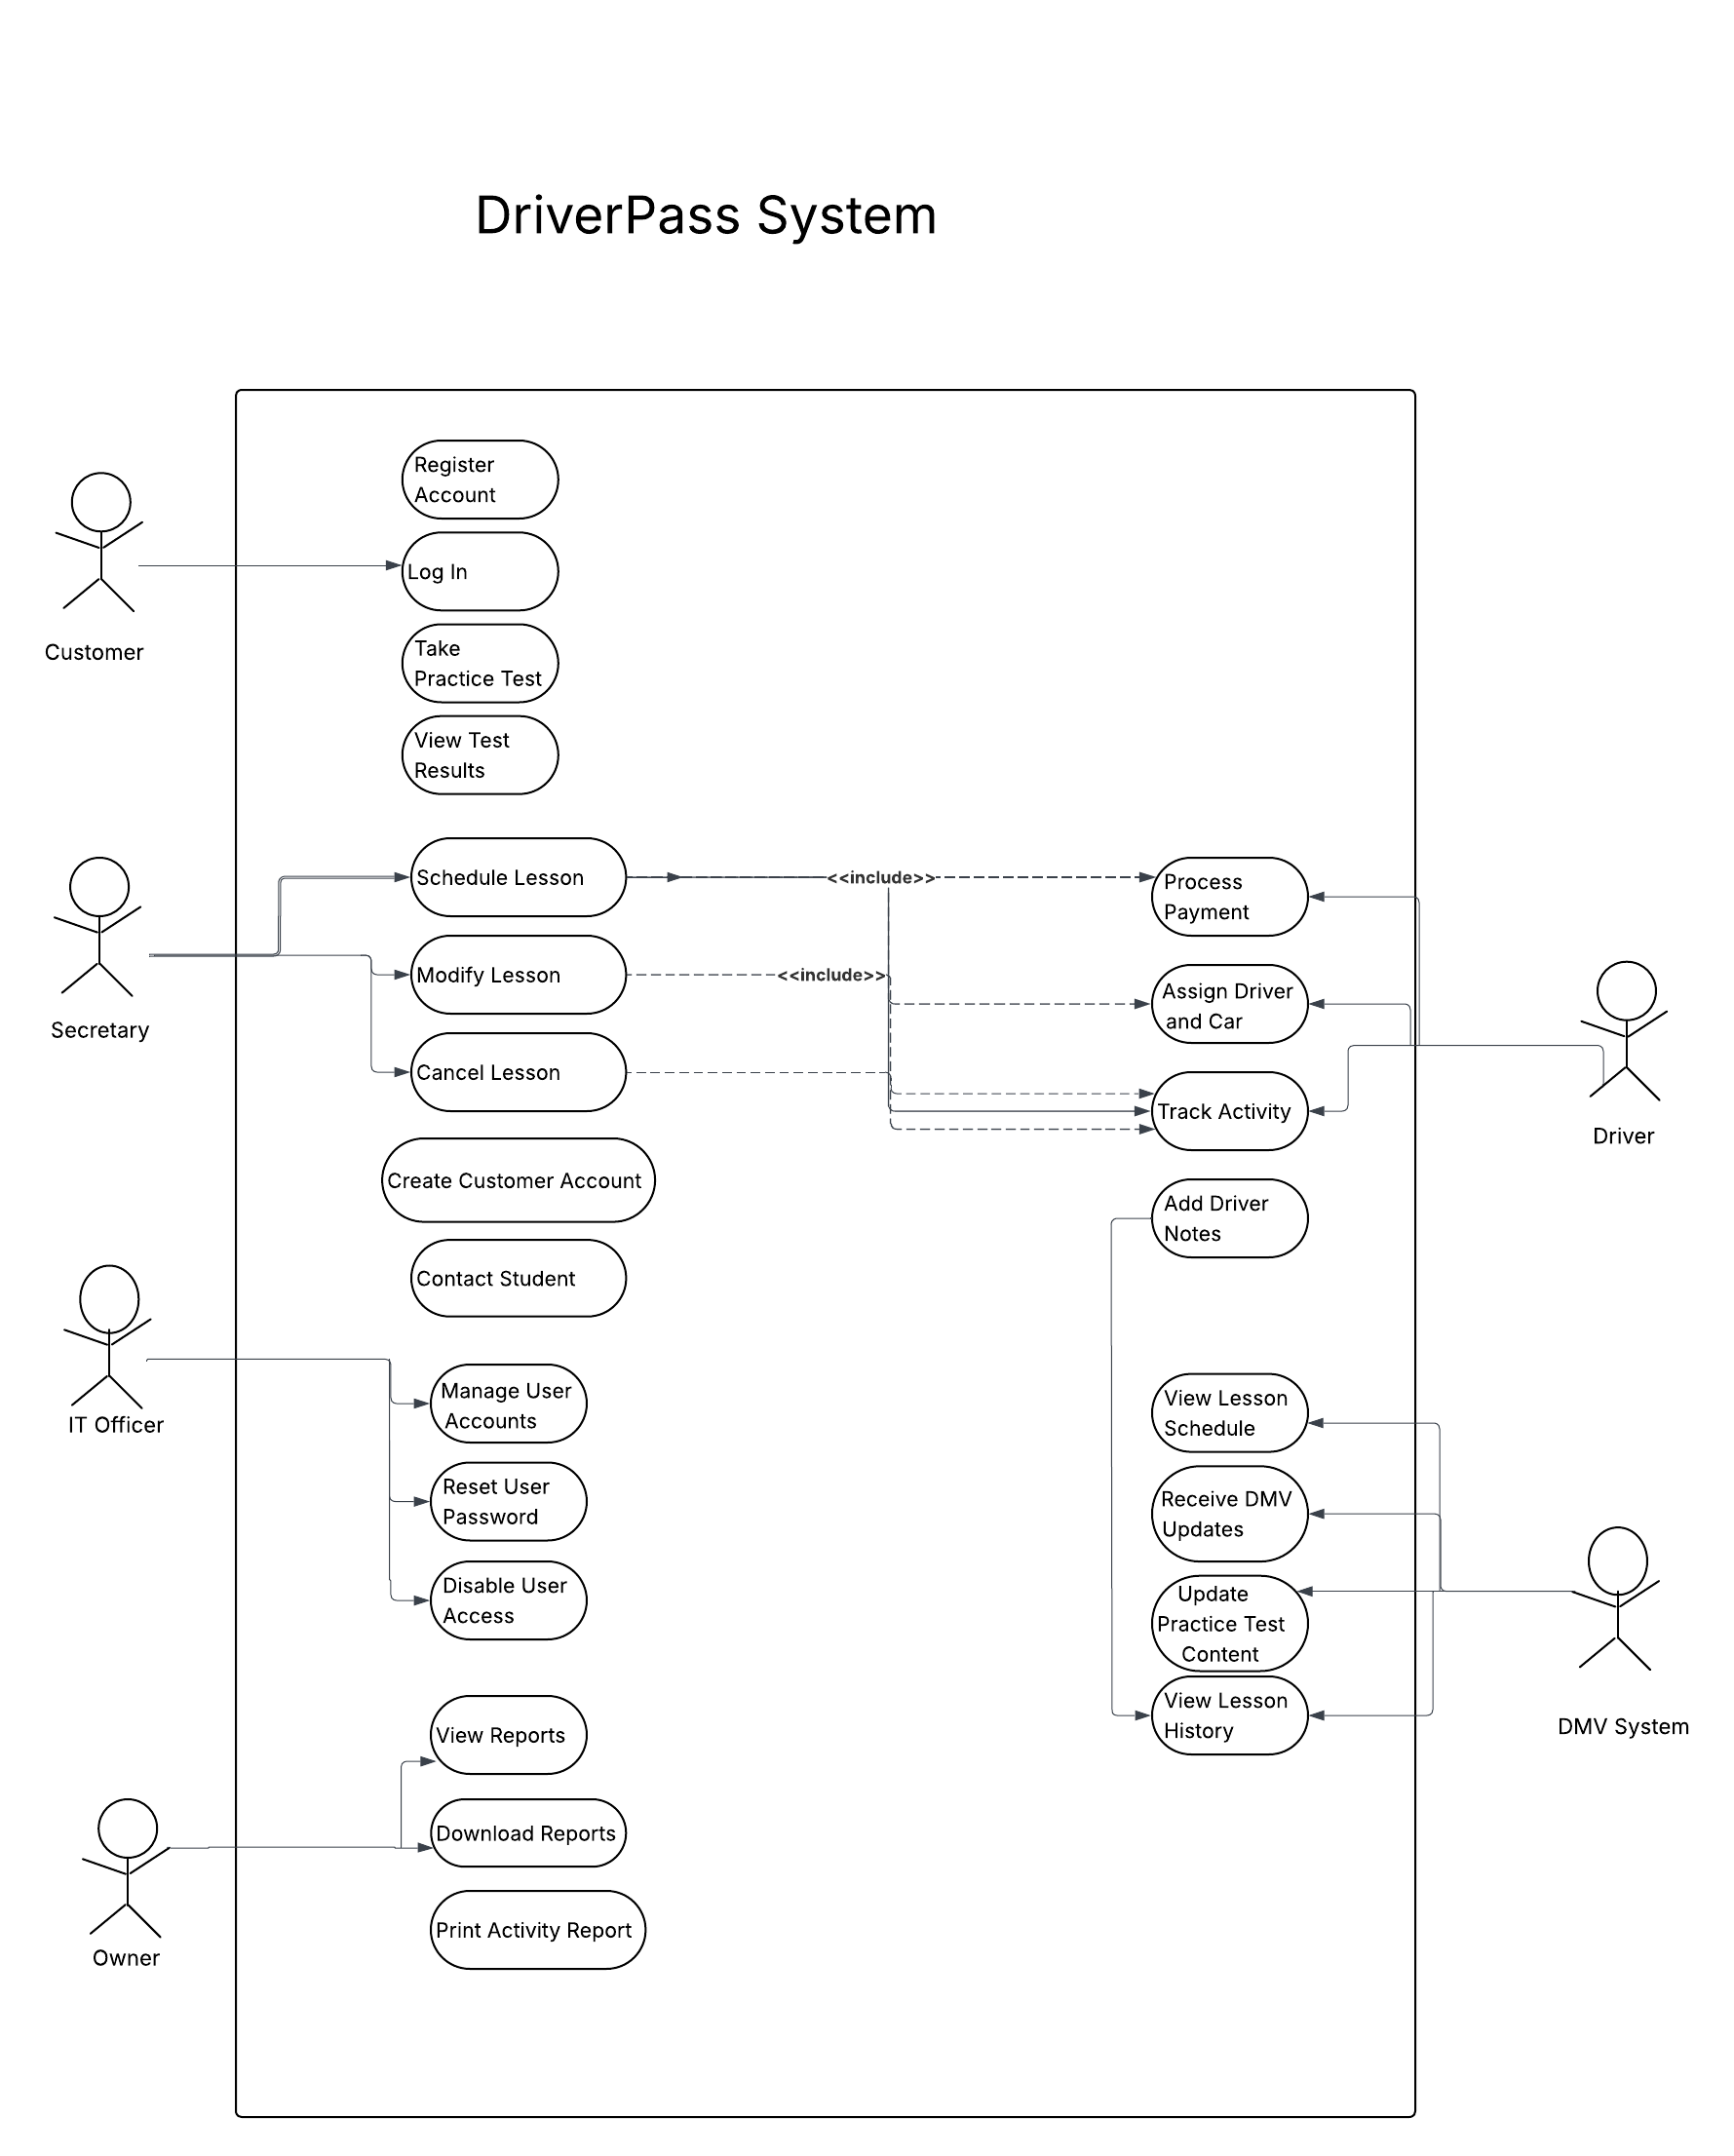 DriverPass System
Register
Account
Log In
Customer
Take
Practice Test
View Test
Results
Schedule Lesson
<<include>>
Process
Payment
Secretary
Modify Lesson
<<include>>
Assign Driver
and Car
Cancel Lesson
Track Activity
Driver
Create Customer Account
Add Driver
Notes
Contact Student
IT Officer
Manage User
Accounts
View Lesson
Schedule
Reset User
Password
Receive DMV
Updates
Disable User
Access
Update
Practice Test
Content
View Lesson
History
DMV System
View Reports
Download Reports
Owner
Print Activity Report